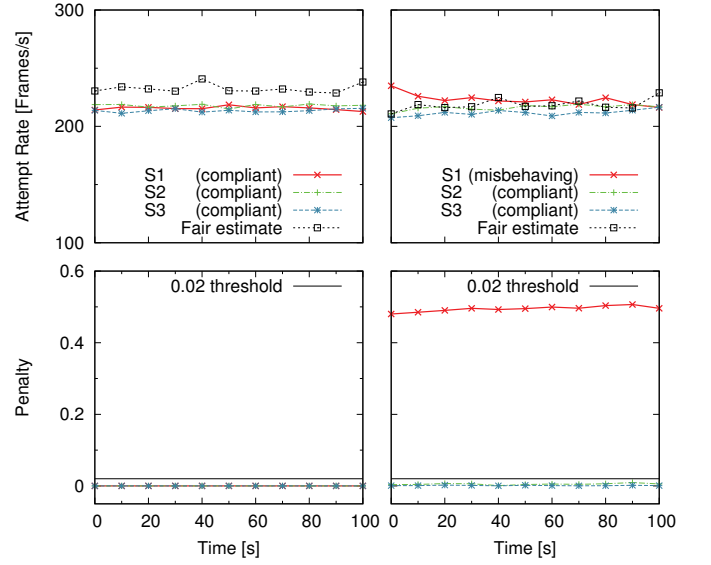 300
200
100
Attempt Rate [Frames/s]
S1 (compliant)
S2 (compliant)
S3 (compliant)
Fair estimate
S1 (misbehaving)
S2 (compliant)
S3 (compliant)
Fair estimate
0.6
0.4
0.2
0
Penalty
0.02 threshold
0.02 threshold
0 20 40 60 80 100
0 20 40 60 80 100
Time [s]
Time [s]